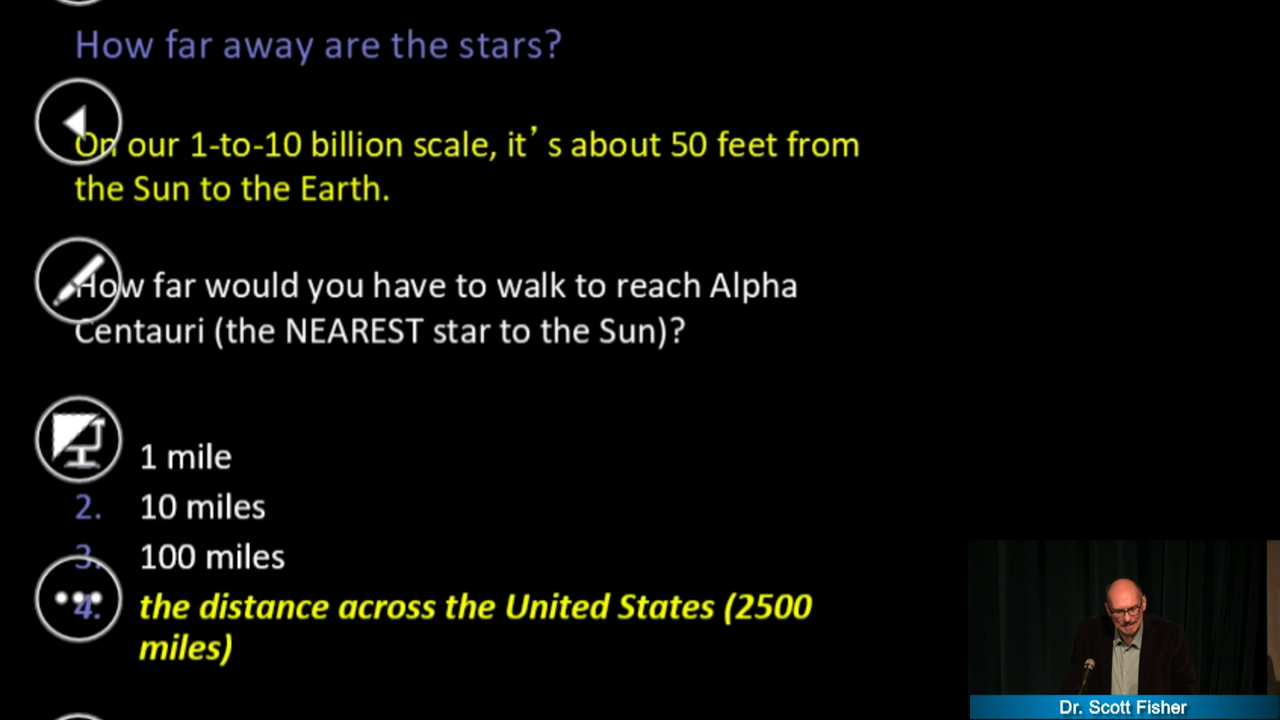 How far away are the stars?
On our 1-to-10 billion scale, it's about 50 feet from
the Sun to the Earth.
How far would you have to walk to reach Alpha
Centauri (the NEAREST star to the Sun)?
1 mile
2. 10 miles
3. 100 miles
4. the distance across the United States (2500
miles)
Dr. Scott Fisher